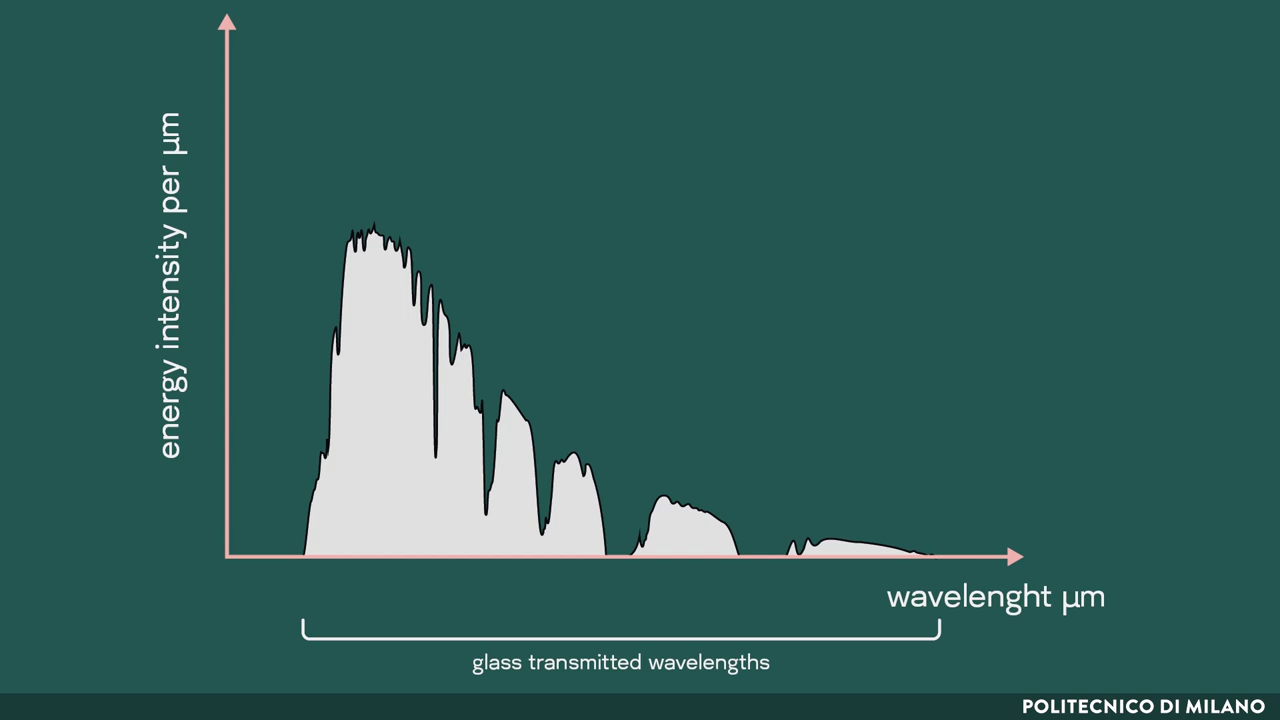 energy intensity per µm
wavelenght µm
glass transmitted wavelengths
POLITECNICO DI MILANO